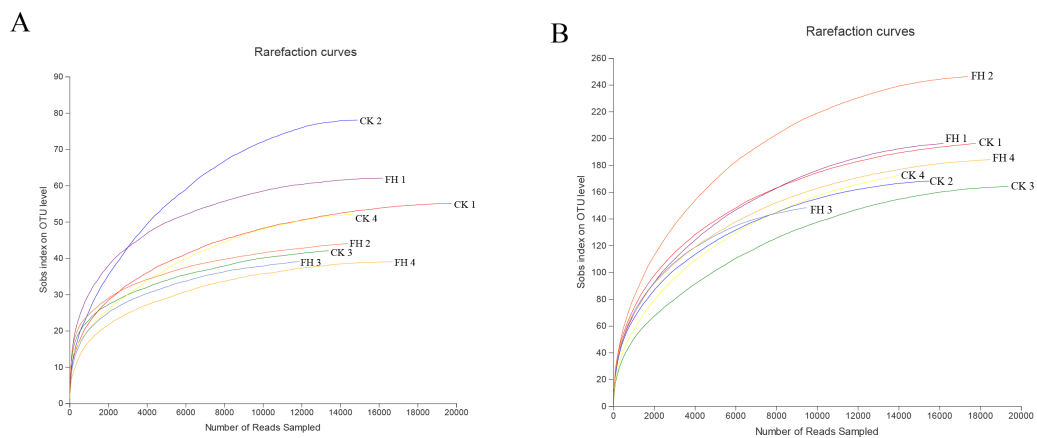 A
Rarefaction curves
Sobs index on OTU level
90
80
70
60
50
40
30
20
10
0
CK 2
FH 1
CK 1
CK 4
FH 2
CK 3
FH 3
FH 4
0 2000 4000 6000 8000 10000 12000 14000 16000 18000 20000
Number of Reads Sampled
B
Rarefaction curves
Sobs index on OTU level
260
240
220
200
180
160
140
120
100
80
60
40
20
0
FH 2
FH 1
CK 1
FH 4
CK 4
CK 2
CK 3
FH 3
0 2000 4000 6000 8000 10000 12000 14000 16000 18000 20000
Number of Reads Sampled